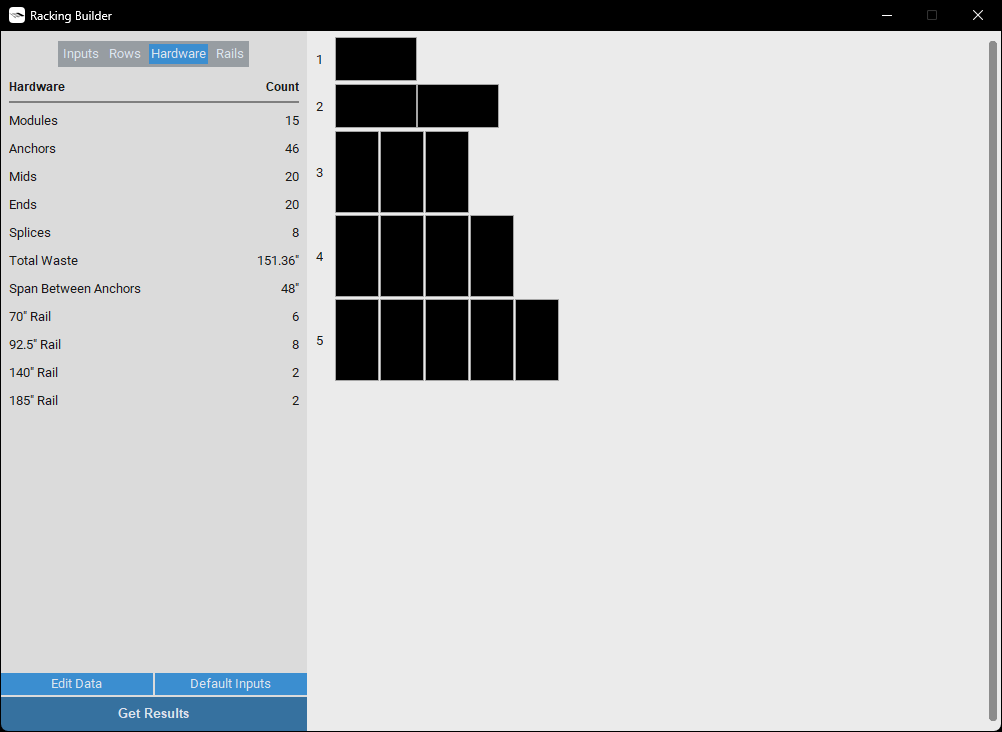 Racking Builder
Inputs Rows Hardware Rails
Hardware Count
Modules 15
Anchors 46
Mids 20
Ends 20
Splices 8
Total Waste 151.36"
Span Between Anchors 48"
70" Rail 6
92.5" Rail 8
140" Rail 2
185" Rail 2
Edit Data Default Inputs
Get Results
1
2
3
4
5